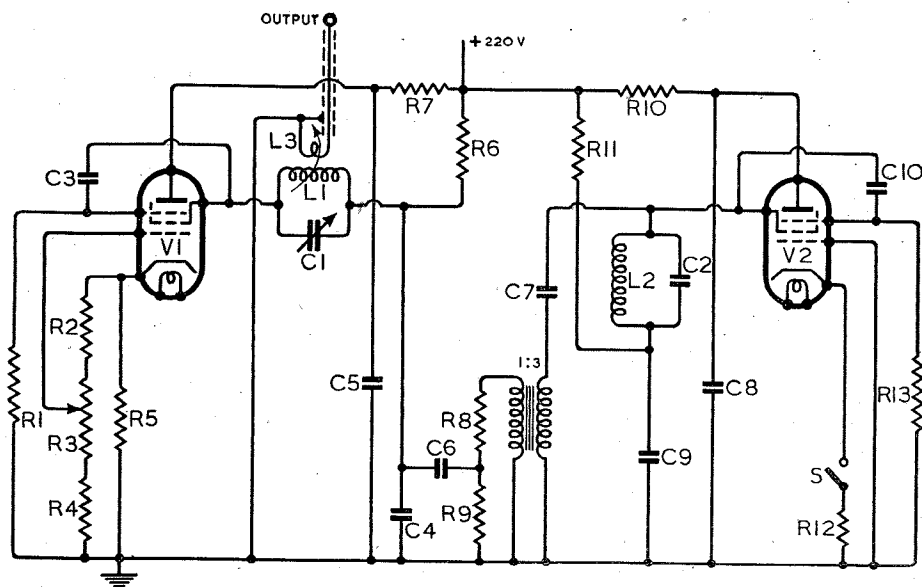 OUTPUT
+220V
R7
R10
L3
R6
R11
C3
C10
L1
V1
V2
C1
C7
L2
C2
R2
1:3
R1
R3
R5
C5
R8
C8
R13
C6
C9
S
R4
C4
R9
R12